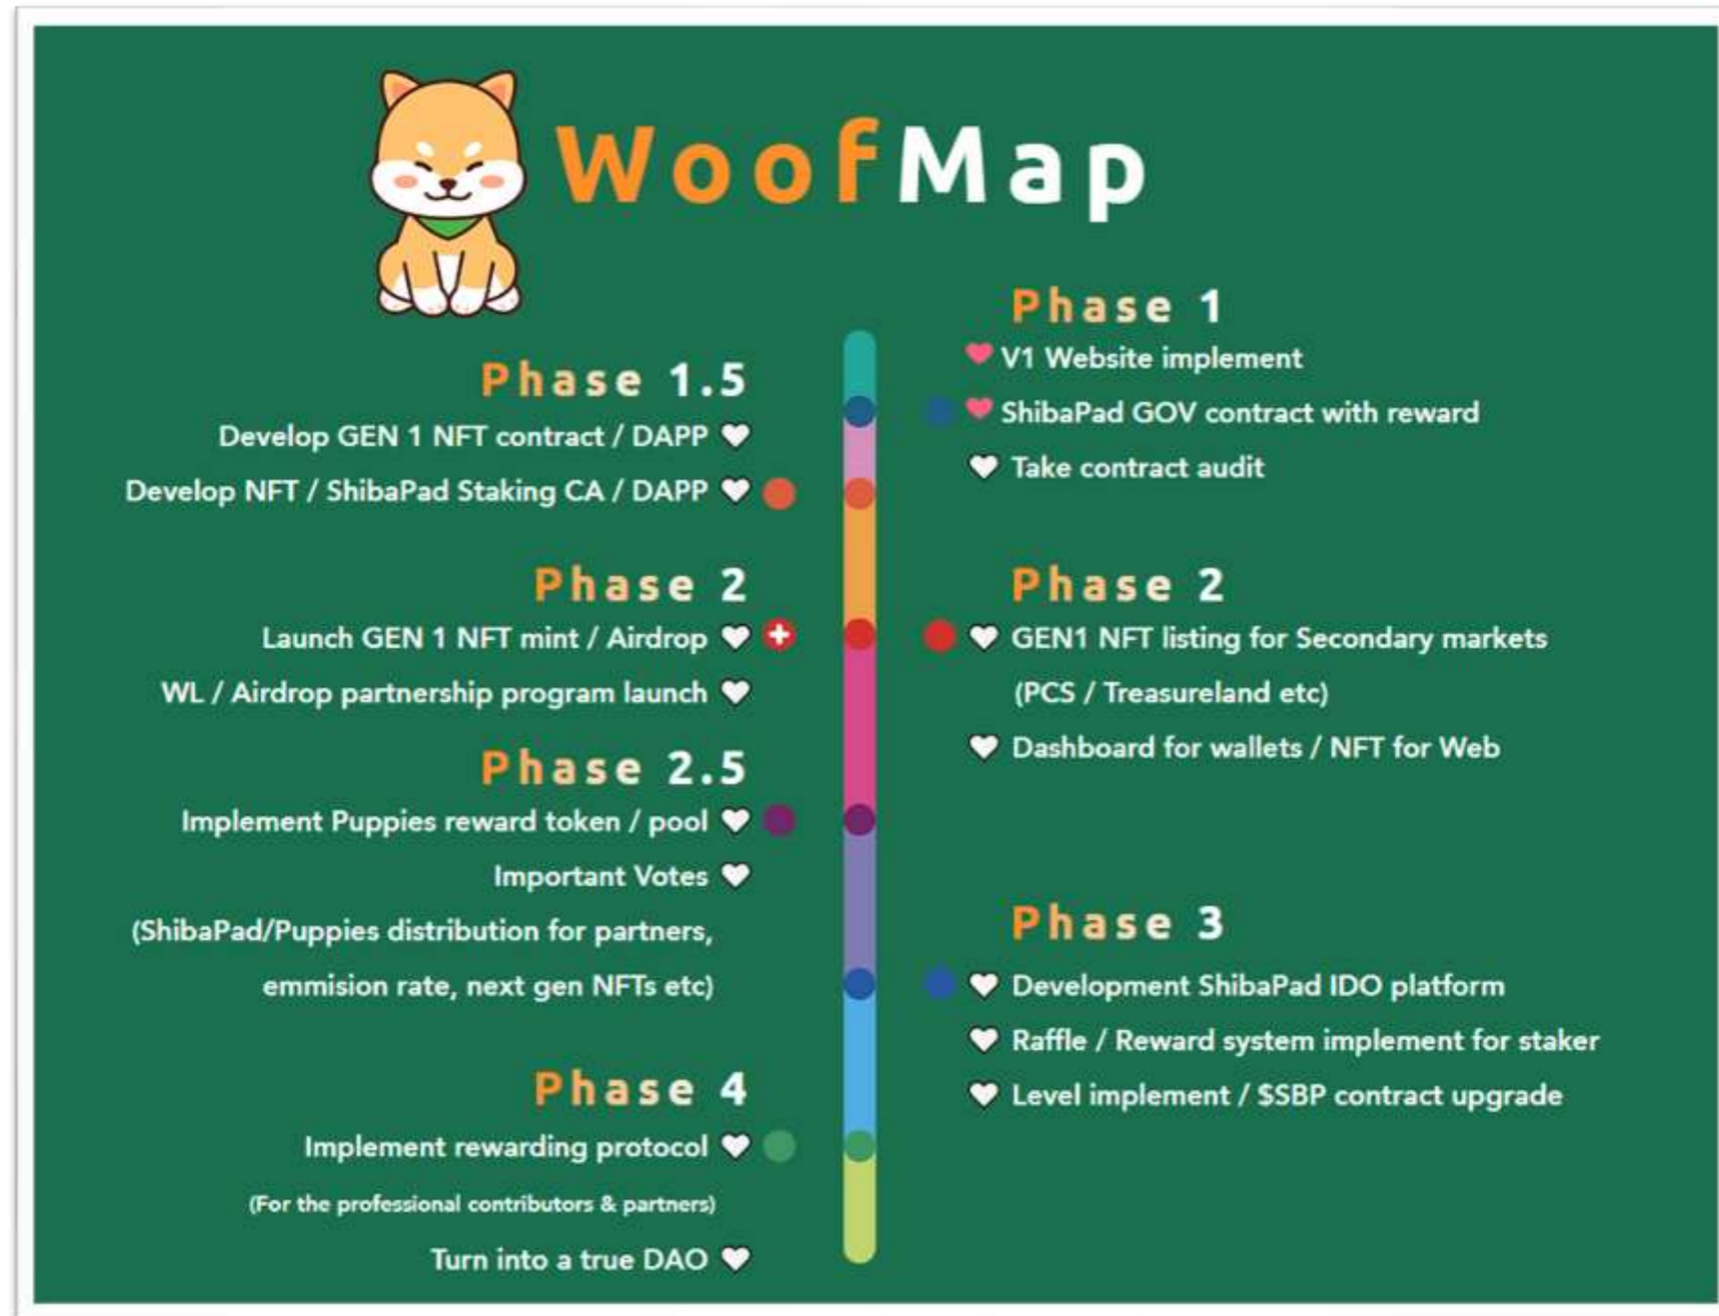 WoofMap
Phase 1
V1 Website implement
ShibaPad GOV contract with reward
Take contract audit
Phase 1.5
Develop GEN 1 NFT contract / DAPP
Develop NFT / ShibaPad Staking CA / DAPP
Phase 2
Launch GEN 1 NFT mint / Airdrop
WL / Airdrop partnership program launch
Phase 2
GEN1 NFT listing for Secondary markets
(PCS / Treasureland etc)
Dashboard for wallets / NFT for Web
Phase 2.5
Implement Puppies reward token / pool
Important Votes
(ShibaPad/Puppies distribution for partners,
emmision rate, next gen NFTs etc)
Phase 3
Development ShibaPad IDO platform
Raffle / Reward system implement for staker
Level implement / $SBP contract upgrade
Phase 4
Implement rewarding protocol
(For the professional contributors & partners)
Turn into a true DAO